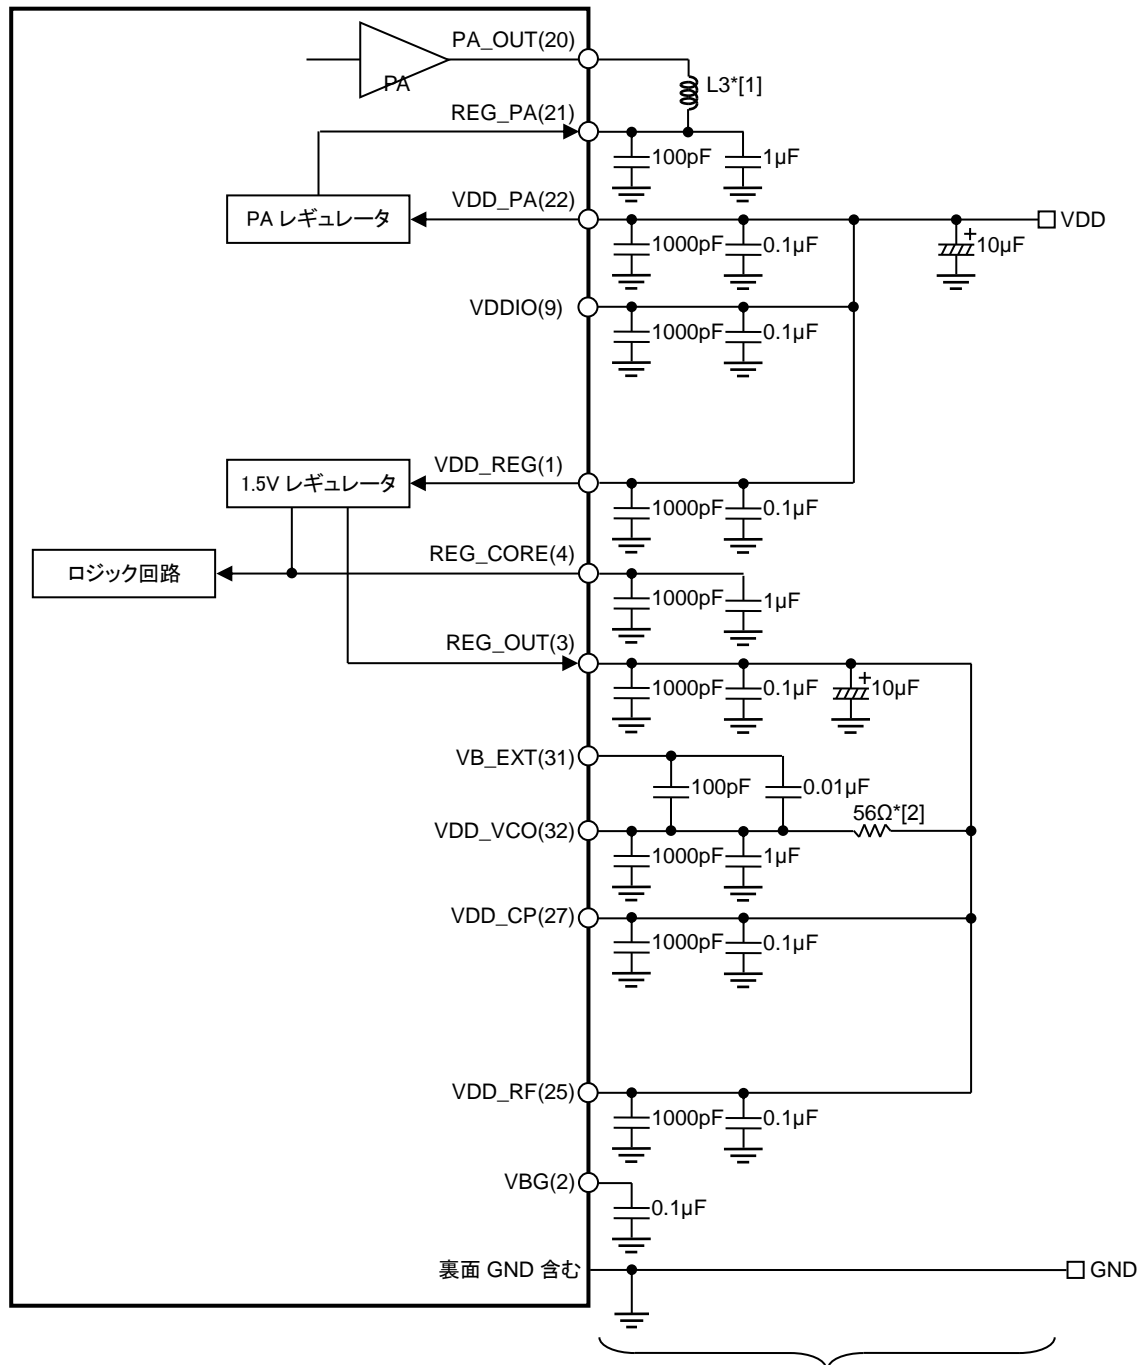 PA_OUT(20)
PA
L3*[1]
REG_PA(21)
100pF
1µF
VDD_PA(22)
PA レギュレータ
VDD
1000pF
0.1µF
10µF
+
VDDIO(9)
1000pF
0.1µF
VDD_REG(1)
1.5V レギュレータ
1000pF
0.1µF
REG_CORE(4)
ロジック回路
1000pF
1µF
REG_OUT(3)
1000pF
0.1µF
+
10µF
VB_EXT(31)
100pF
0.01µF
56Ω*[2]
VDD_VCO(32)
1000pF
1µF
VDD_CP(27)
1000pF
0.1µF
VDD_RF(25)
1000pF
0.1µF
VBG(2)
0.1µF
裏面 GND 含む
GND